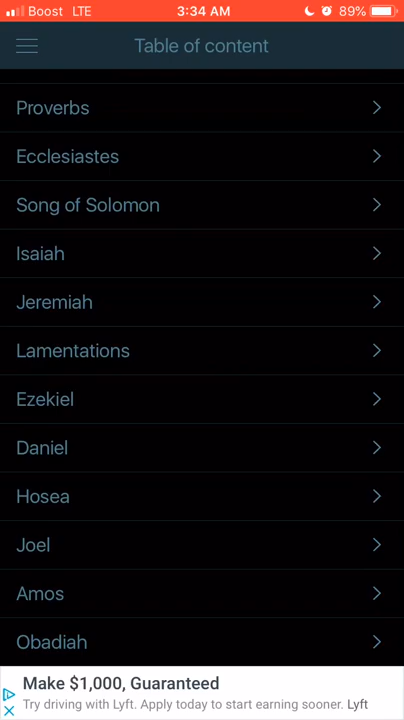 Boost LTE 3:34 AM 89%
Table of content
Proverbs
Ecclesiastes
Song of Solomon
Isaiah
Jeremiah
Lamentations
Ezekiel
Daniel
Hosea
Joel
Amos
Obadiah
Make $1,000, Guaranteed
Try driving with Lyft. Apply today to start earning sooner. Lyft